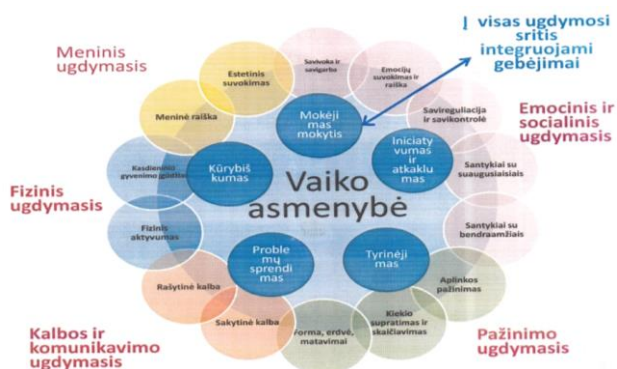 Į visas ugdymosi
sritis
integruojami
gebėjimai
Meninis
ugdymasis
Estetinis
suvokimas
Savivoka ir
savigarba
Emocijų
suvokimas ir
raiška
Meninė raiška
Mokėji
mas
mokytis
Savireguliacija
ir savikontrolė
Emocinis ir
socialinis
ugdymasis
Kasdieninio
gyvenimo įgūdžiai
Kūrybiš
kumas
Iniciaty
vumas
ir
atkaklu
mas
Santykiai su
suaugusiaisiais
Vaiko
asmenybė
Fizinis
ugdymasis
Fizinis
aktyvumas
Santykiai su
bendraamžiais
Proble
mų
sprendi
mas
Tyrinėji
mas
Rašytinė kalba
Aplinkos
pažinimas
Sakytinė kalba
Forma, erdvė,
matavimai
Kiekio
supratimas ir
skaičiavimas
Kalbos ir
komunikavimo
ugdymasis
Pažinimo
ugdymasis